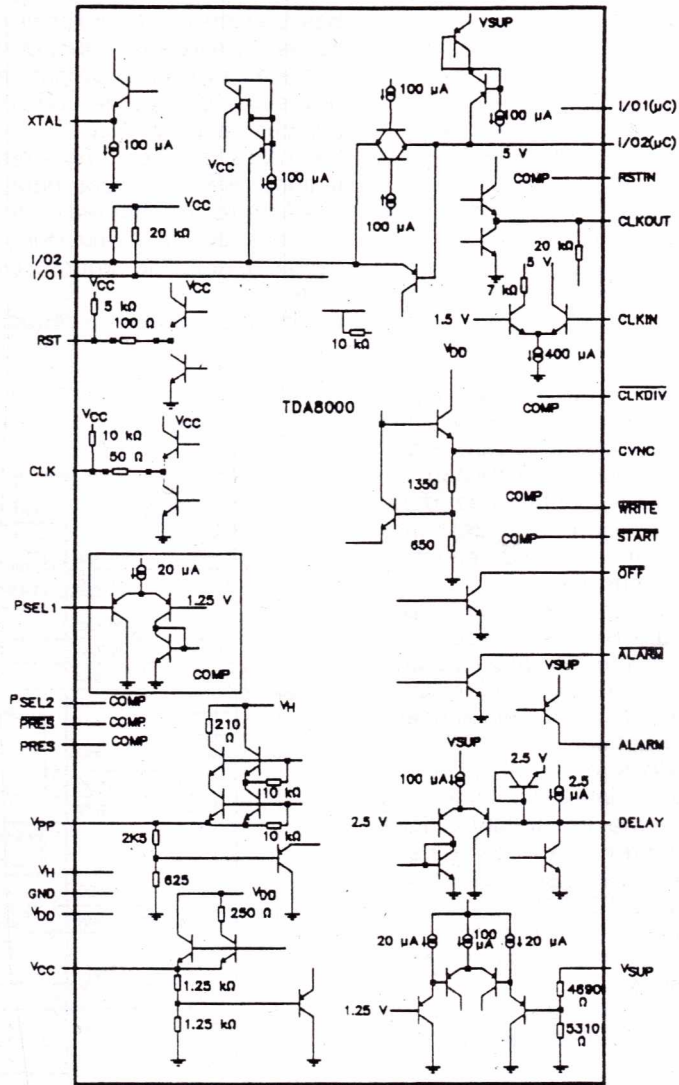 VSUP
100 µA
I/O1(µC)
XTAL
100 µA
100 µA
I/O2(µC)
VCC
5 V
100 µA
COMP
RSTIN
VCC
100 µA
CLKOUT
20 kΩ
20 kΩ
I/O2
5 V
I/O1
VCC
VCC
7 kΩ
5 kΩ
100 Ω
1.5 V
CLKIN
RST
10 kΩ
400 µA
VDD
CLKDIV
TDA8000
COMP
VCC
VCC
10 kΩ
CVNC
50 Ω
CLK
1350
COMP
WRITE
650
COMP
START
20 µA
OFF
PSEL1
1.25 V
ALARM
COMP
VSUP
PSEL2
COMP
PRES
COMP
VH
PRES
COMP
210 Ω
VSUP
ALARM
2.5 V
100 µA
2.5 µA
10 kΩ
VPP
10 kΩ
2.5 V
DELAY
2K5
VH
625
GND
VDD
VDD
250 Ω
20 µA
100 µA
20 µA
VCC
VSUP
1.25 kΩ
4690 Ω
1.25 V
1.25 kΩ
5310 Ω